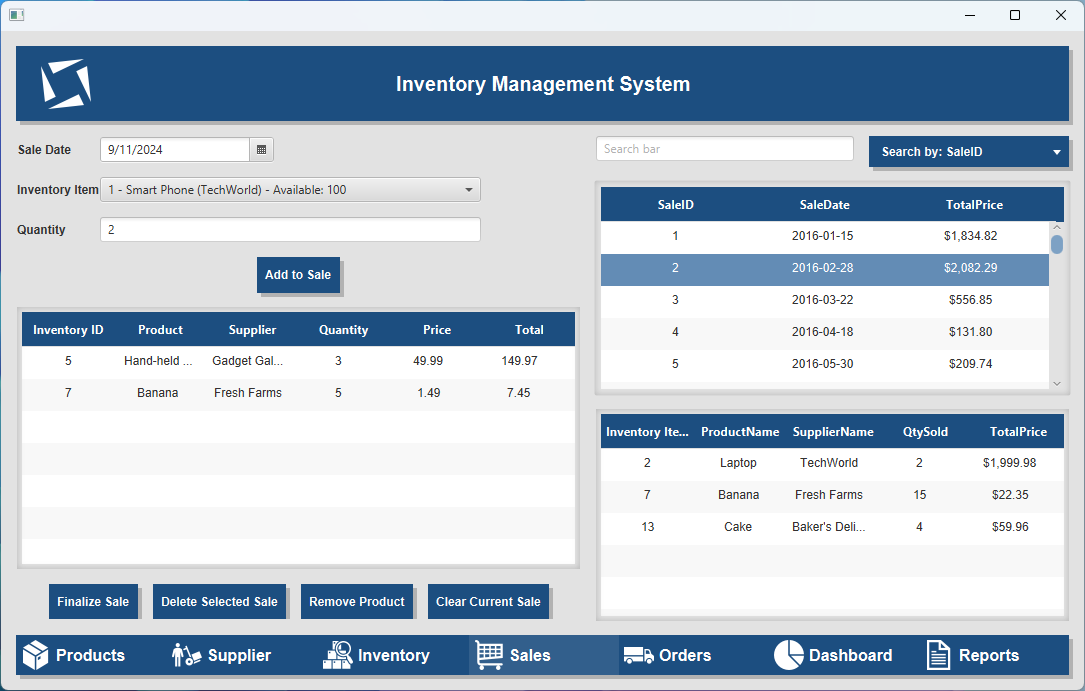 Inventory Management System
Sale Date 9/11/2024
Inventory Item 1 - Smart Phone (TechWorld) - Available: 100
Quantity 2
Add to Sale
Inventory ID Product Supplier Quantity Price Total
5 Hand-held ... Gadget Gal... 3 49.99 149.97
7 Banana Fresh Farms 5 1.49 7.45
Finalize Sale Delete Selected Sale Remove Product Clear Current Sale
Search bar Search by: SaleID
SaleID SaleDate TotalPrice
1 2016-01-15 $1,834.82
2 2016-02-28 $2,082.29
3 2016-03-22 $556.85
4 2016-04-18 $131.80
5 2016-05-30 $209.74
Inventory Ite... ProductName SupplierName QtySold TotalPrice
2 Laptop TechWorld 2 $1,999.98
7 Banana Fresh Farms 15 $22.35
13 Cake Baker's Deli... 4 $59.96
Products Supplier Inventory Sales Orders Dashboard Reports